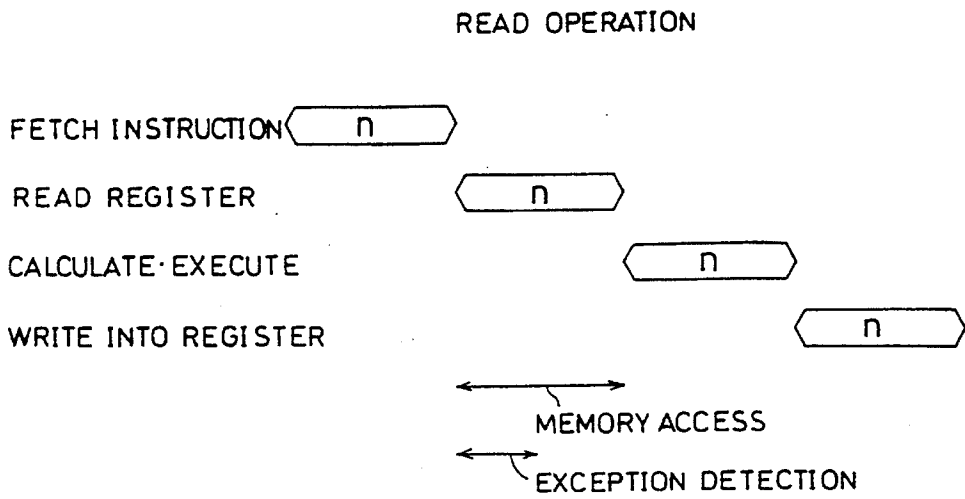 READ OPERATION
FETCH INSTRUCTION n
READ REGISTER n
CALCULATE·EXECUTE n
WRITE INTO REGISTER n
MEMORY ACCESS
EXCEPTION DETECTION